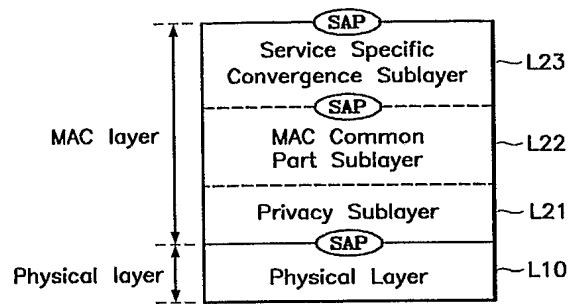 SAP
Service Specific
Convergence Sublayer
L23
SAP
MAC layer
MAC Common
Part Sublayer
L22
Privacy Sublayer
L21
SAP
Physical layer
Physical Layer
L10